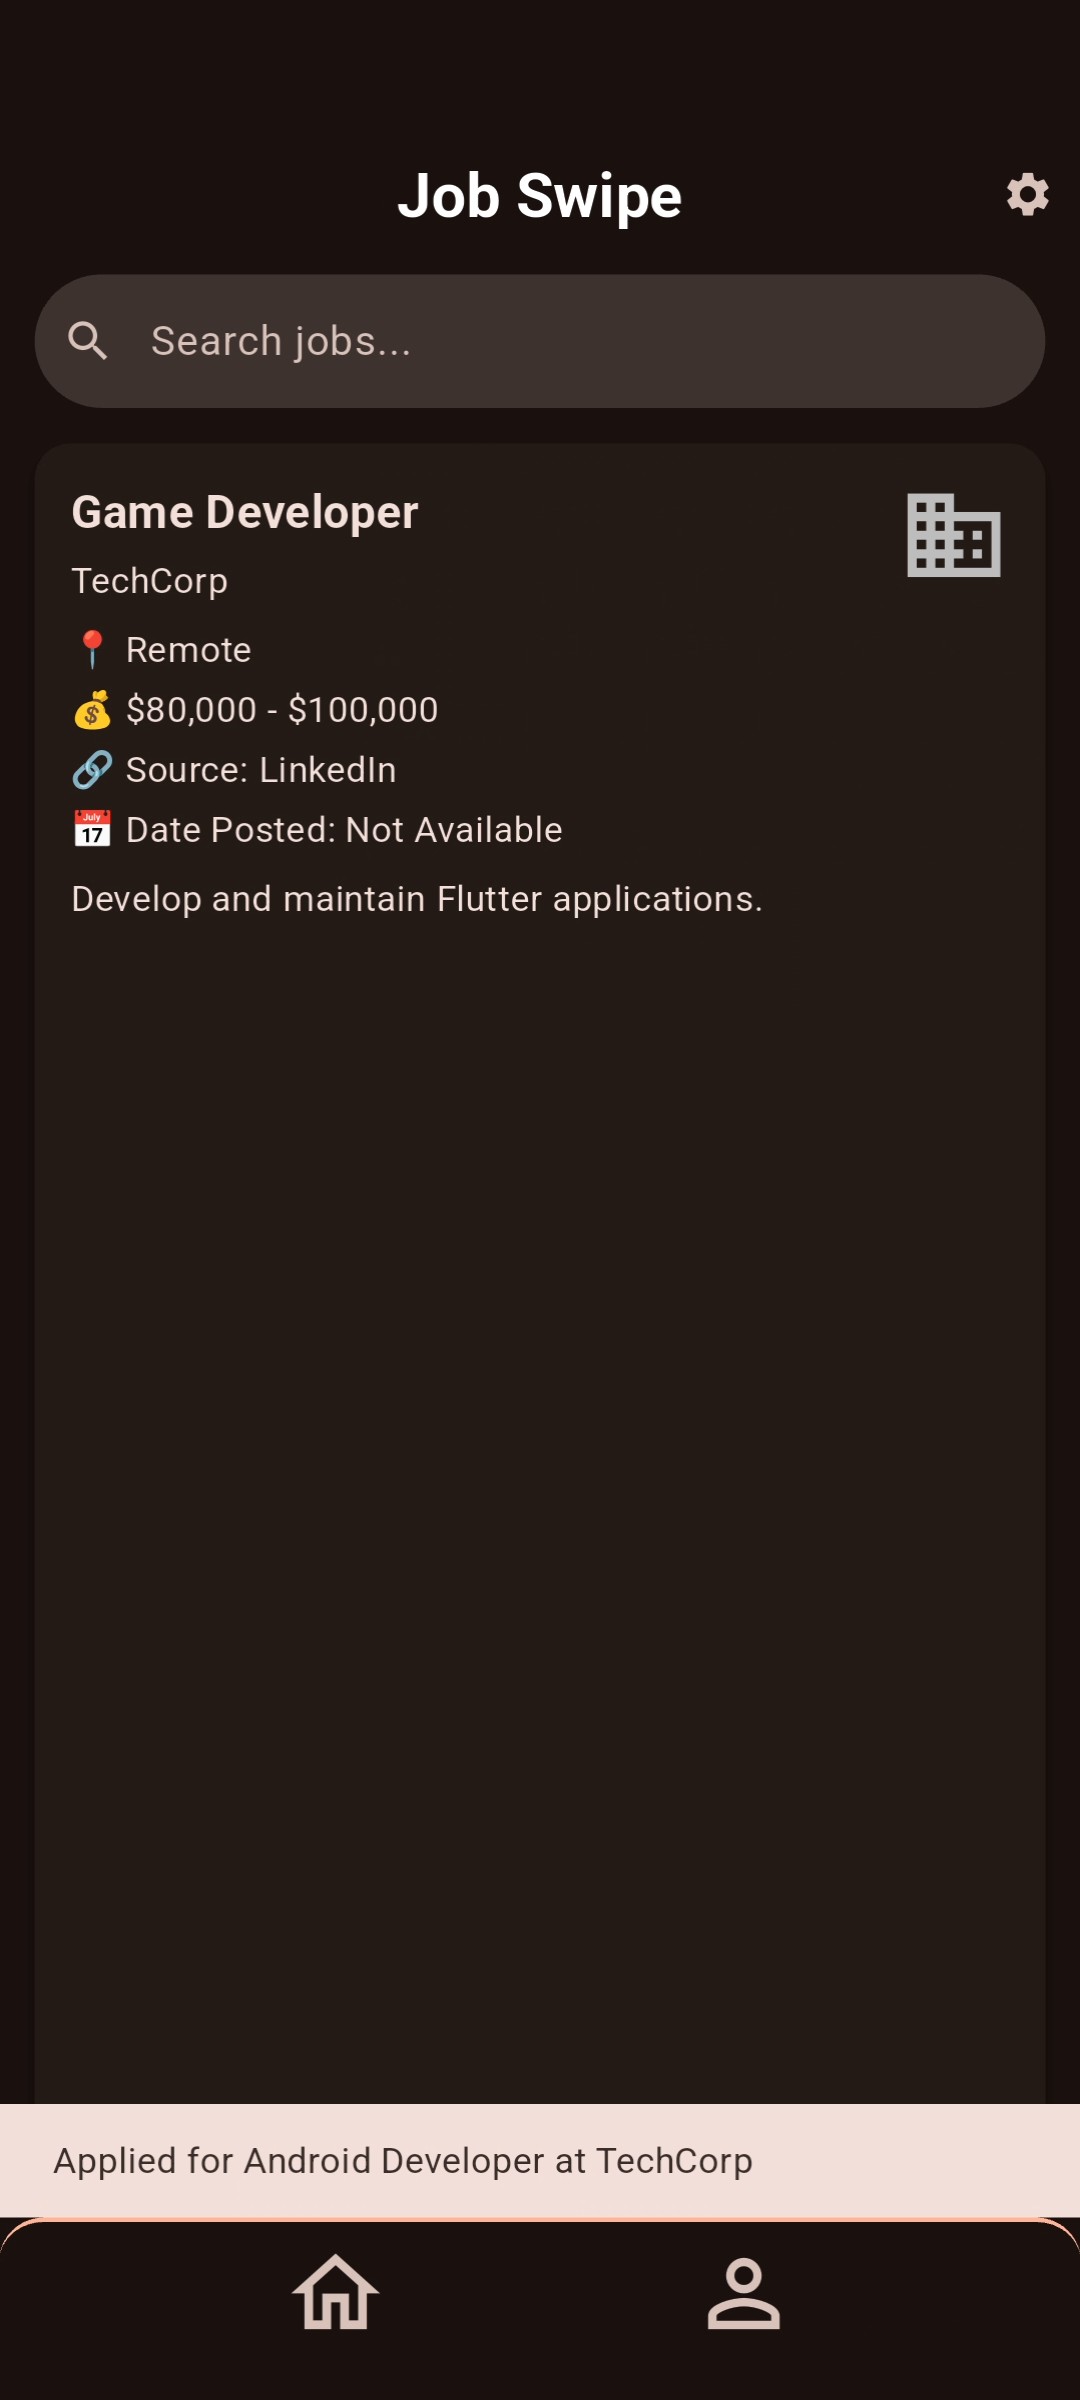 Job Swipe
Search jobs...
Game Developer
TechCorp
📍 Remote
💰 $80,000 - $100,000
🔗 Source: LinkedIn
📅 Date Posted: Not Available
Develop and maintain Flutter applications.
Applied for Android Developer at TechCorp